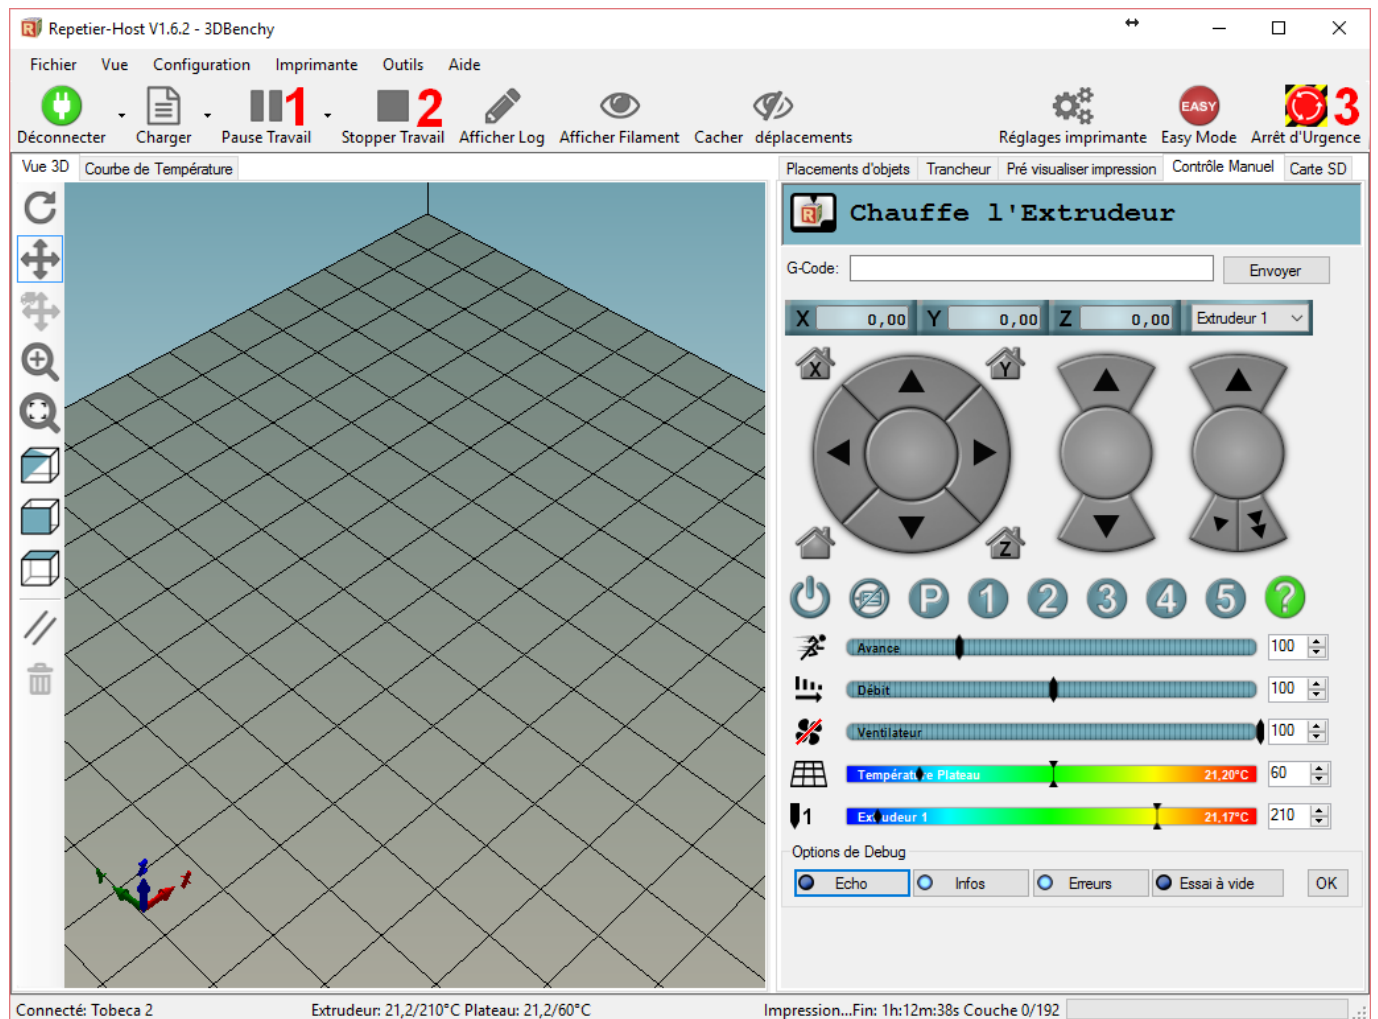 Repetier-Host V1.6.2 - 3DBenchy
Fichier Vue Configuration Imprimante Outils Aide
1 2 EASY 3
Déconnecter Charger Pause Travail Stopper Travail Afficher Log Afficher Filament Cacher déplacements Réglages imprimante Easy Mode Arrêt d'Urgence
Vue 3D Courbe de Température
Placements d'objets Trancheur Pré visualiser impression Contrôle Manuel Carte SD
R Chauffe l'Extrudeur
G-Code: Envoyer
X 0,00 Y 0,00 Z 0,00 Extrudeur 1
X Y
Z
P 1 2 3 4 5 ?
Avance 100
Débit 100
Ventilateur 100
Température Plateau 21,20°C 60
1 Extrudeur 1 21,17°C 210
Options de Debug
Echo Infos Erreurs Essai à vide OK
Connecté: Tobeca 2 Extrudeur: 21,2/210°C Plateau: 21,2/60°C Impression...Fin: 1h:12m:38s Couche 0/192